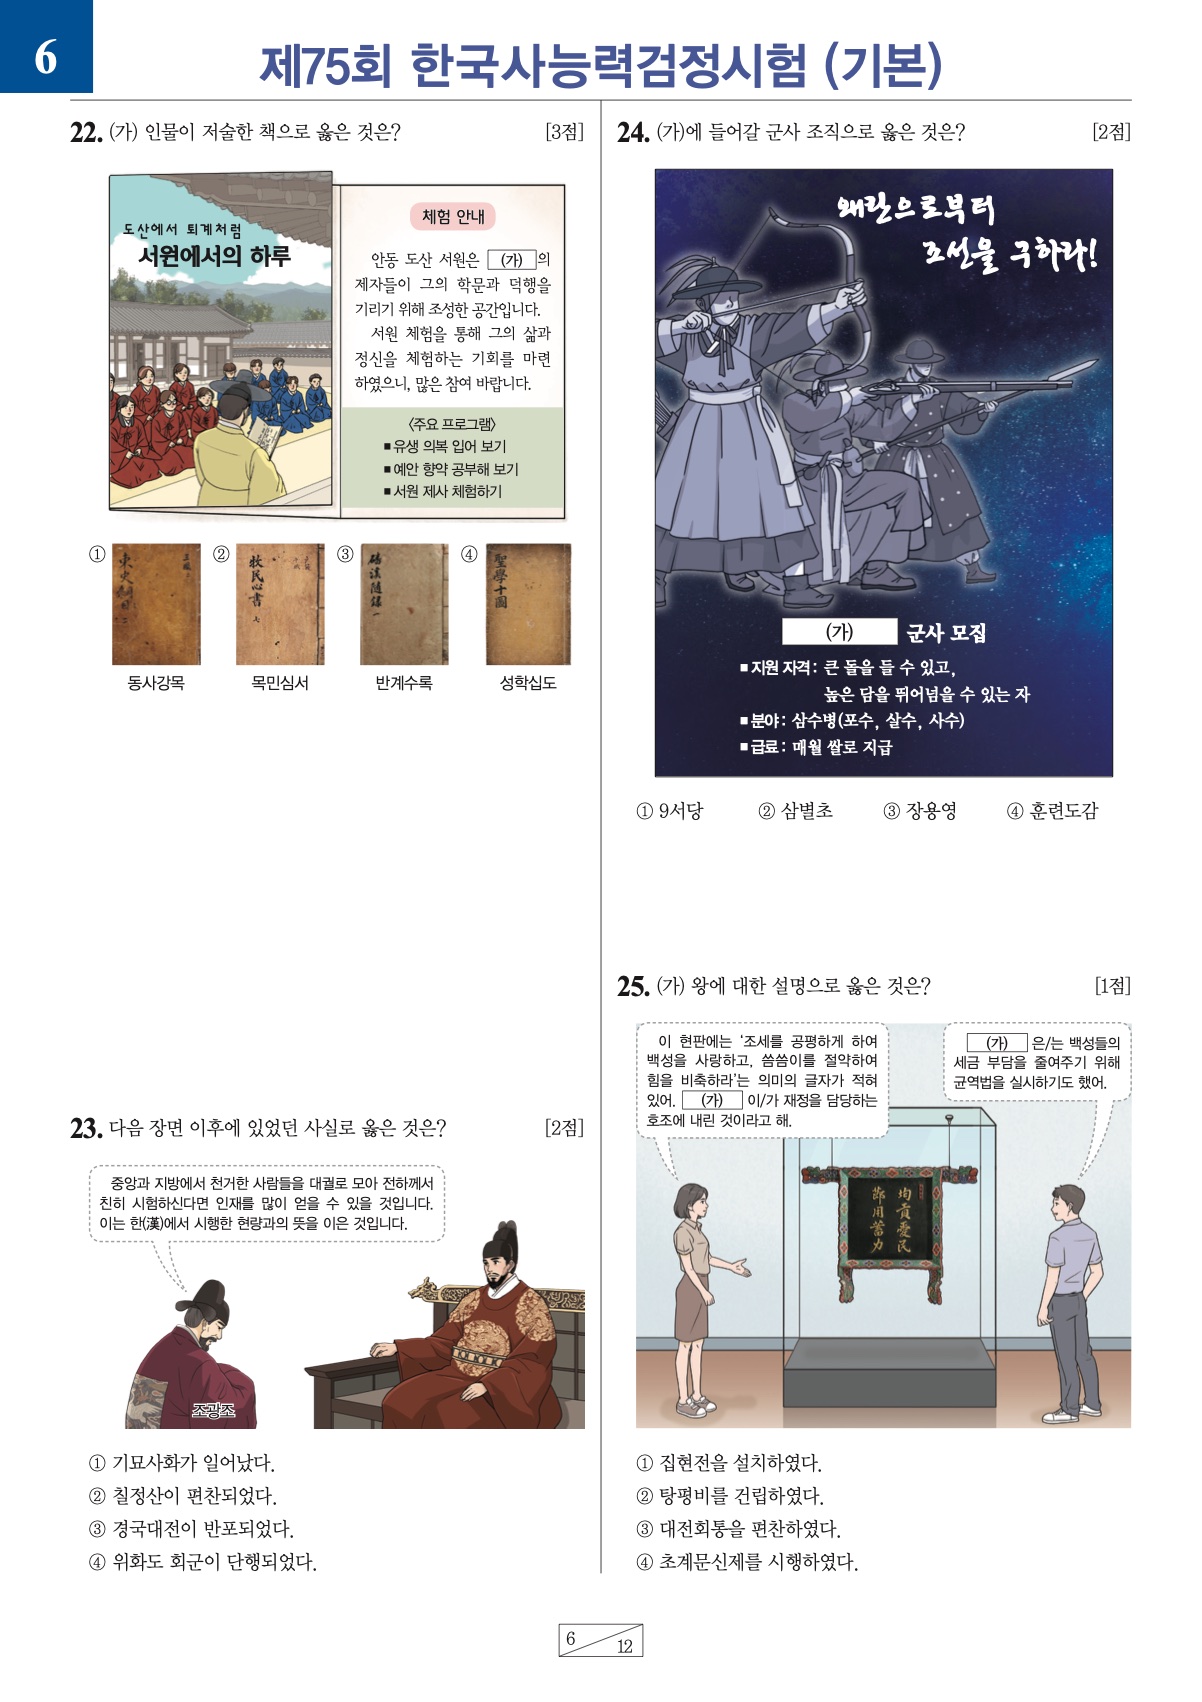 6
제75회 한국사능력검정시험 (기본)
22. (가) 인물이 저술한 책으로 옳은 것은? [3점]
도산에서 퇴계처럼
서원에서의 하루
체험 안내
안동 도산 서원은 (가) 의
제자들이 그의 학문과 덕행을
기리기 위해 조성한 공간입니다.
서원 체험을 통해 그의 삶과
정신을 체험하는 기회를 마련
하였으니, 많은 참여 바랍니다.
<주요 프로그램>
■ 유생 의복 입어 보기
■ 예안 향약 공부해 보기
■ 서원 제사 체험하기
① ② ③ ④
東史綱目 二
牧民心書 七
磻溪隨錄 一
聖學十圖
동사강목 목민심서 반계수록 성학십도
23. 다음 장면 이후에 있었던 사실로 옳은 것은? [2점]
중앙과 지방에서 천거한 사람들을 대궐로 모아 전하께서
친히 시험하신다면 인재를 많이 얻을 수 있을 것입니다.
이는 한(漢)에서 시행한 현량과의 뜻을 이은 것입니다.
조광조
① 기묘사화가 일어났다.
② 칠정산이 편찬되었다.
③ 경국대전이 반포되었다.
④ 위화도 회군이 단행되었다.
24. (가)에 들어갈 군사 조직으로 옳은 것은? [2점]
왜란으로부터
조선을 구하라!
(가) 군사 모집
■ 지원 자격 : 큰 돌을 들 수 있고,
높은 담을 뛰어넘을 수 있는 자
■ 분야 : 삼수병(포수, 살수, 사수)
■ 급료 : 매월 쌀로 지급
① 9서당 ② 삼별초 ③ 장용영 ④ 훈련도감
25. (가) 왕에 대한 설명으로 옳은 것은? [1점]
이 현판에는 ‘조세를 공평하게 하여
백성을 사랑하고, 씀씀이를 절약하여
힘을 비축하라’는 의미의 글자가 적혀
있어. (가) 이/가 재정을 담당하는
호조에 내린 것이라고 해.
(가) 은/는 백성들의
세금 부담을 줄여주기 위해
균역법을 실시하기도 했어.
均貢愛民
節用蓄力
① 집현전을 설치하였다.
② 탕평비를 건립하였다.
③ 대전회통을 편찬하였다.
④ 초계문신제를 시행하였다.
6
12